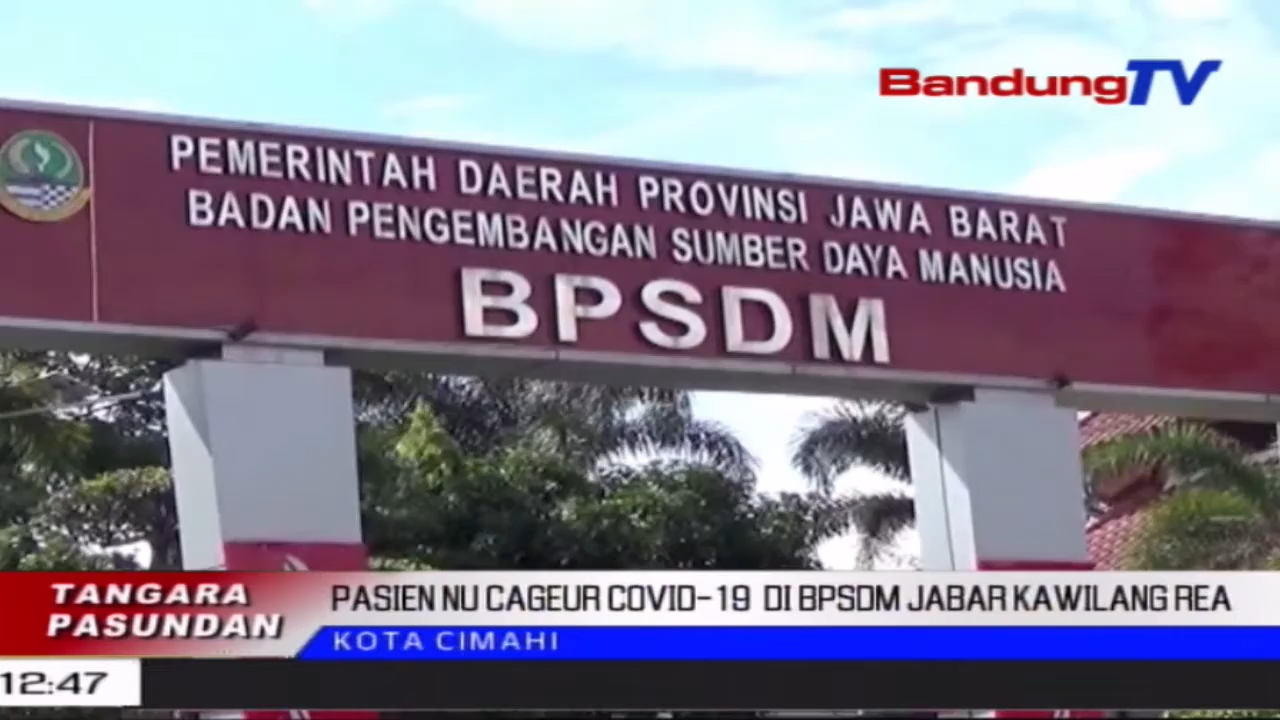 BandungTV
PEMERINTAH DAERAH PROVINSI JAWA BARAT
BADAN PENGEMBANGAN SUMBER DAYA MANUSIA
BPSDM
TANGARA
PASUNDAN
PASIEN NU CAGEUR COVID-19 DI BPSDM JABAR KAWILANG REA
KOTA CIMAHI
12:47